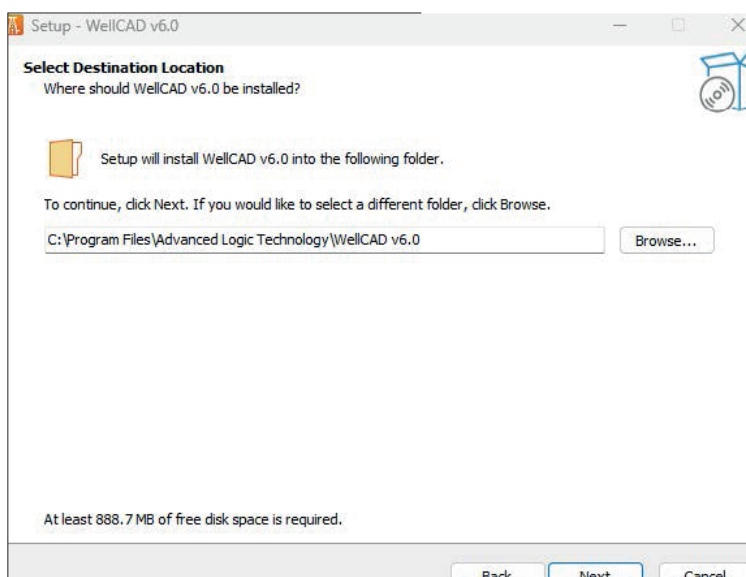 Setup - WellCAD v6.0
Select Destination Location
Where should WellCAD v6.0 be installed?
Setup will install WellCAD v6.0 into the following folder.
To continue, click Next. If you would like to select a different folder, click Browse.
C:\Program Files\Advanced Logic Technology\WellCAD v6.0 Browse...
At least 888.7 MB of free disk space is required.
Back Next Cancel